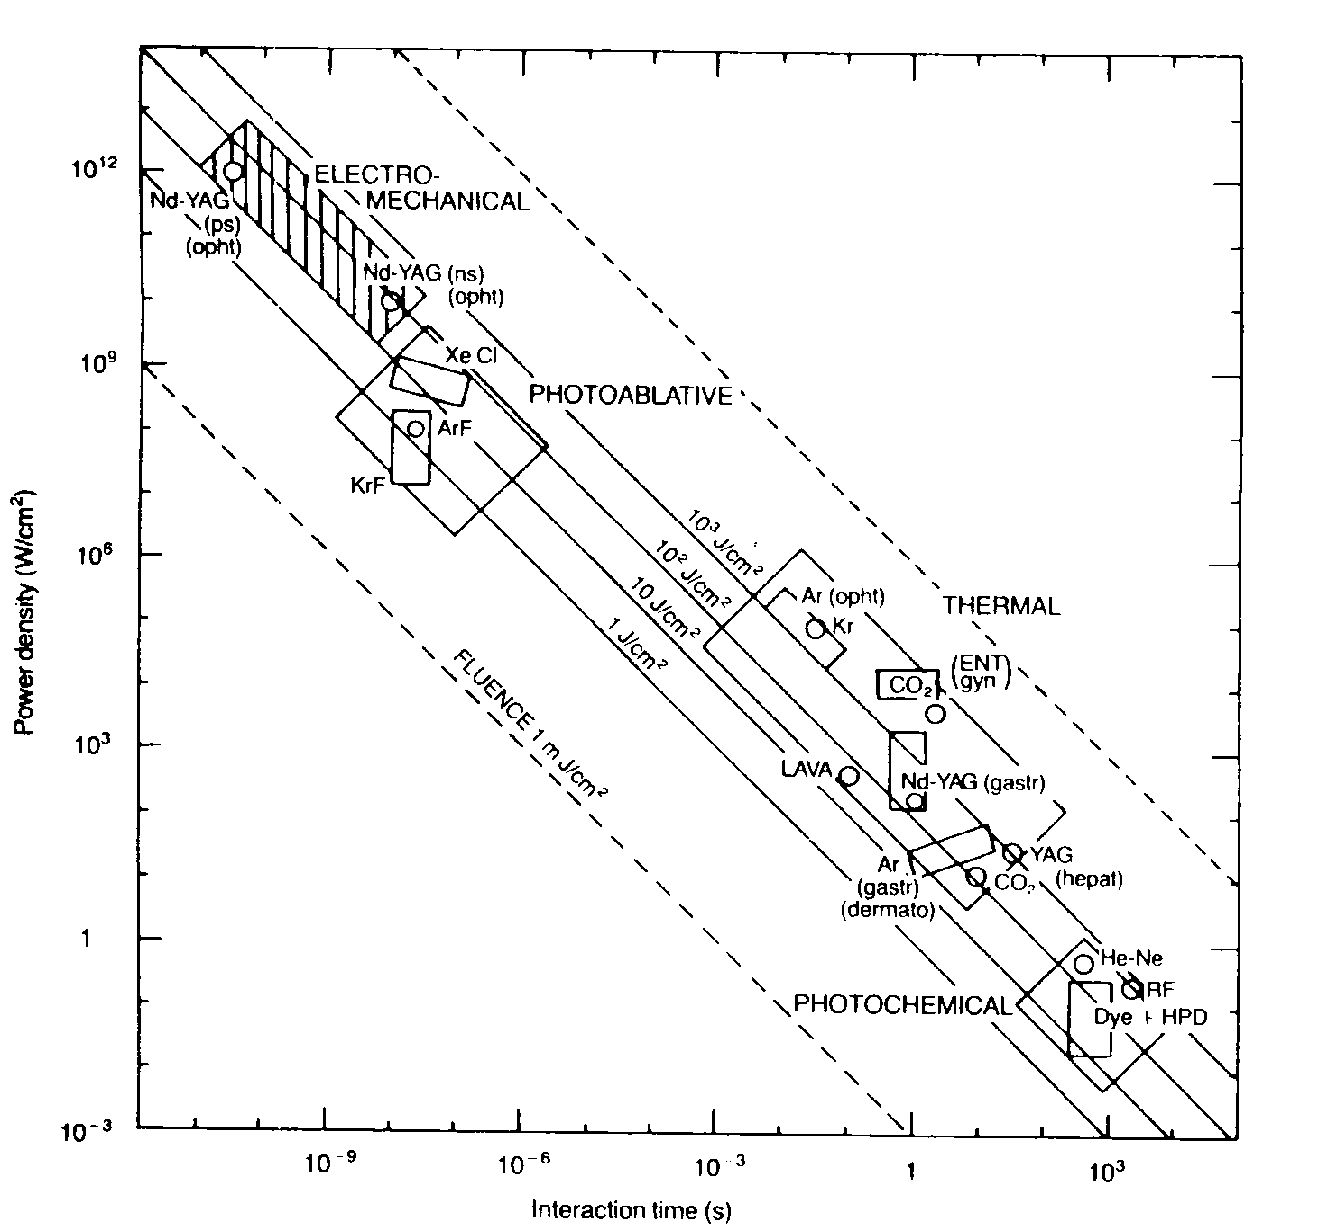 10¹²
10⁹
10⁶
10³
1
10⁻³
Power density (W/cm²)
ELECTRO-
MECHANICAL
Nd-YAG
(ps)
(opht)
Nd-YAG (ns)
(opht)
Xe Cl
PHOTOABLATIVE
ArF
KrF
10³ J/cm²
10² J/cm²
10 J/cm²
1 J/cm²
FLUENCE 1 mJ/cm²
Ar (opht)
Kr
THERMAL
CO₂
(ENT)
(gyn)
LAVA
Nd-YAG (gastr)
Ar
(gastr)
(dermato)
YAG
(hepat)
CO₂
He-Ne
RF
PHOTOCHEMICAL
Dye + HPD
10⁻⁹
10⁻⁶
10⁻³
1
10³
Interaction time (s)